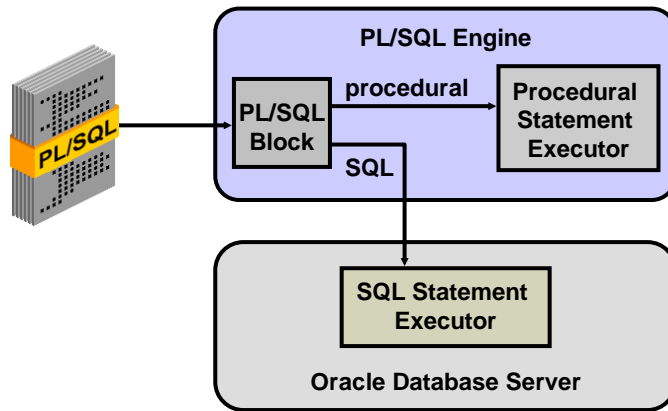 PL/SQL Engine
PL/SQL
PL/SQL
Block
procedural
SQL
Procedural
Statement
Executor
SQL Statement
Executor
Oracle Database Server